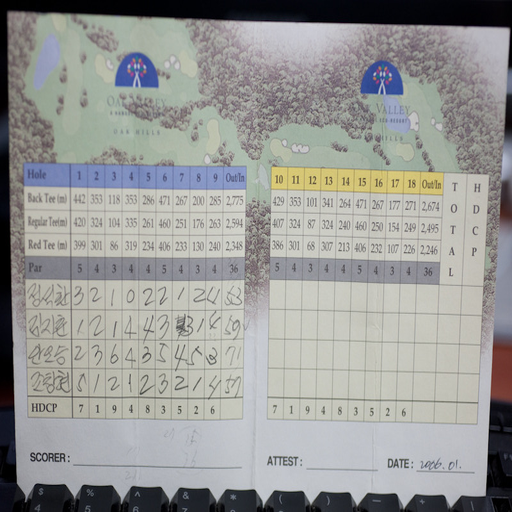 VALLEY
OAK HILLS
Hole 1 2 3 4 5 6 7 8 9 Out/In
Back Tee (m) 442 353 118 353 286 471 267 200 285 2,775
Regular Tee(m) 420 324 104 335 261 460 251 176 263 2,594
Red Tee (m) 399 301 86 319 234 406 233 130 240 2,348
Par 5 4 3 4 4 5 4 3 4 36
3 2 1 0 2 2 1 2 4 53
1 2 1 4 4 3 3 1 4 59
2 3 6 4 3 5 4 5 3 71
5 1 2 1 2 3 2 1 4 57
HDCP 7 1 9 4 8 3 5 2 6
SCORER :
10 11 12 13 14 15 16 17 18 Out/In TOTAL HDCP
429 353 101 341 264 471 267 177 271 2,674
407 324 87 324 240 460 250 154 249 2,495
386 301 68 307 213 406 232 107 226 2,246
5 4 3 4 4 5 4 3 4 36
7 1 9 4 8 3 5 2 6
ATTEST : DATE : 2006.01.